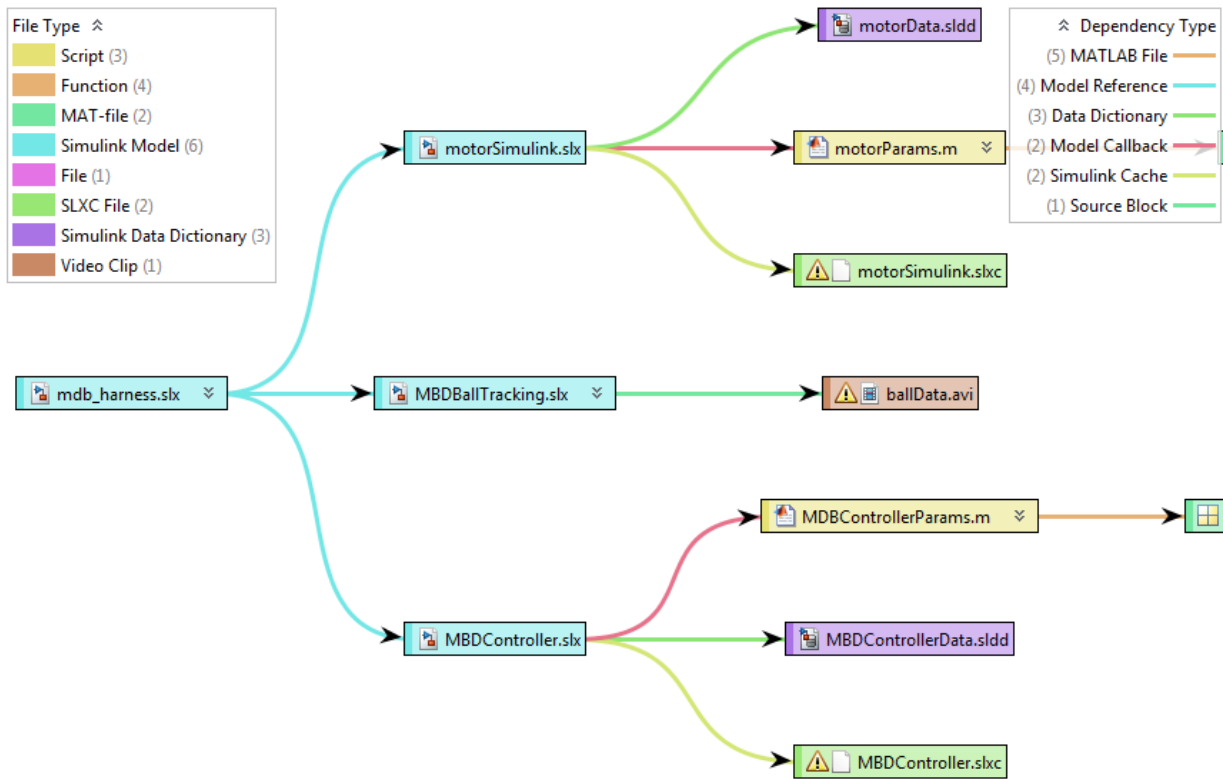 File Type
Script (3)
Function (4)
MAT-file (2)
Simulink Model (6)
File (1)
SLXC File (2)
Simulink Data Dictionary (3)
Video Clip (1)
Dependency Type
(5) MATLAB File
(4) Model Reference
(3) Data Dictionary
(2) Model Callback
(2) Simulink Cache
(1) Source Block
motorData.sldd
motorSimulink.slx
motorParams.m
motorSimulink.slxc
mdb_harness.slx
MBDBallTracking.slx
ballData.avi
MDBControllerParams.m
MBDController.slx
MBDControllerData.sldd
MBDController.slxc